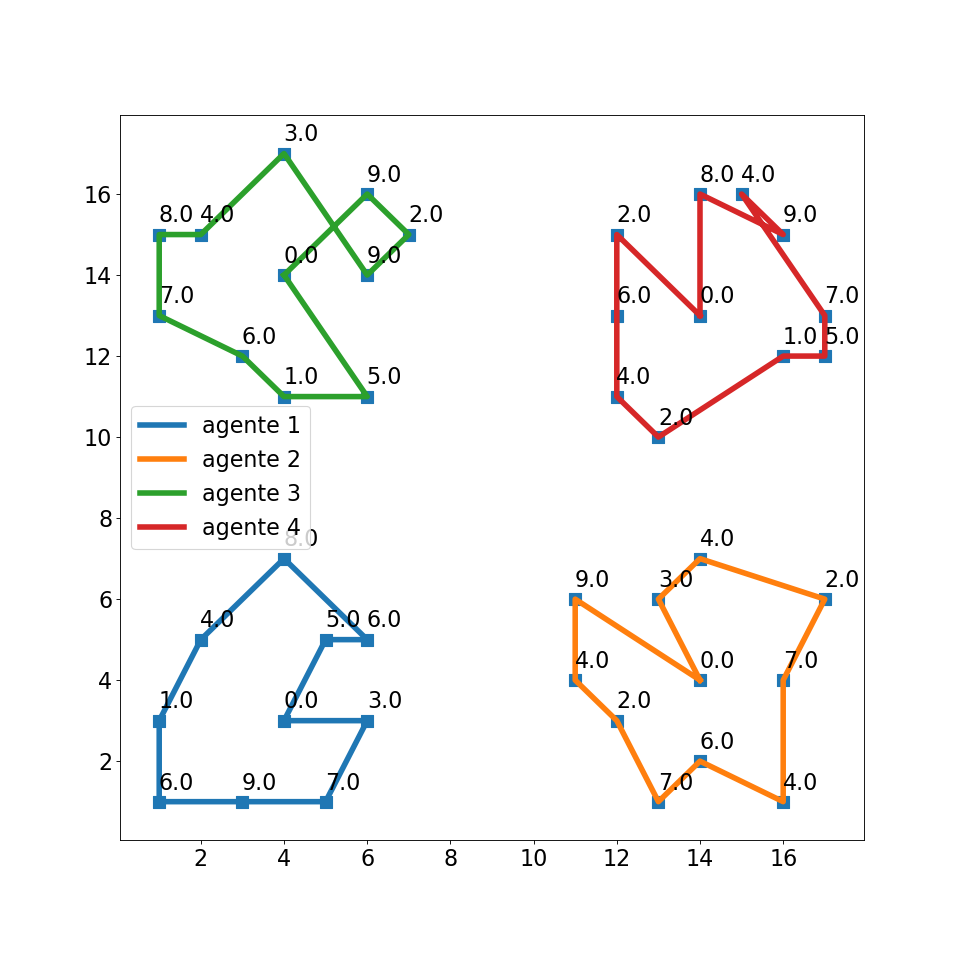 3.0
9.0
8.0 4.0
8.0 4.0 2.0
2.0 9.0
16
0.0 9.0
14
7.0 6.0 0.0 7.0
6.0 1.0 5.0
12
1.0 5.0 4.0
2.0
10
agente 1
agente 2
agente 3
agente 4
8
8.0 4.0
9.0 3.0 2.0
6
4.0 5.0 6.0
4.0 0.0 7.0
4
1.0 0.0 3.0 2.0
6.0
2
6.0 9.0 7.0 7.0 4.0
2 4 6 8 10 12 14 16